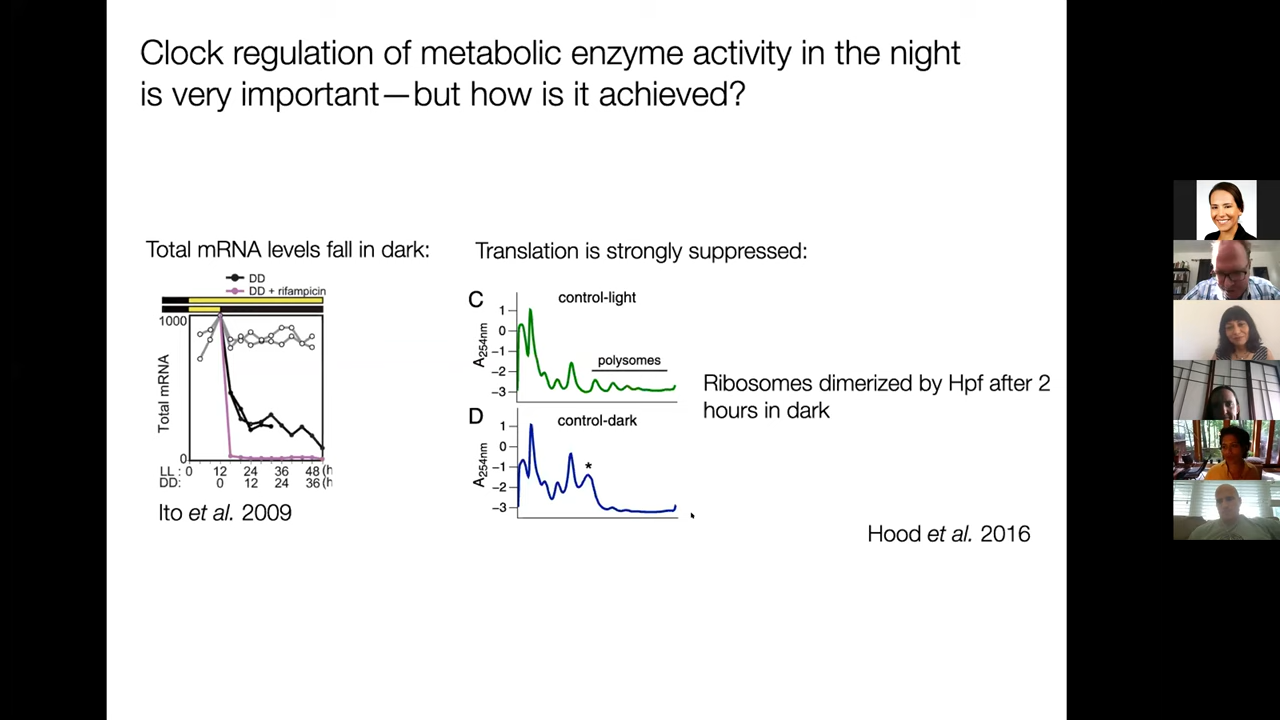 Clock regulation of metabolic enzyme activity in the night
is very important—but how is it achieved?
Total mRNA levels fall in dark:
DD
DD + rifampicin
1000
Total mRNA
0
LL : 0 12 24 36 48 (h
DD: 0 12 24 36 (h
Ito et al. 2009
Translation is strongly suppressed:
C
control-light
1
0
-1
-2
-3
A254nm
polysomes
D
control-dark
1
0
-1
-2
-3
A254nm
*
Ribosomes dimerized by Hpf after 2
hours in dark
Hood et al. 2016